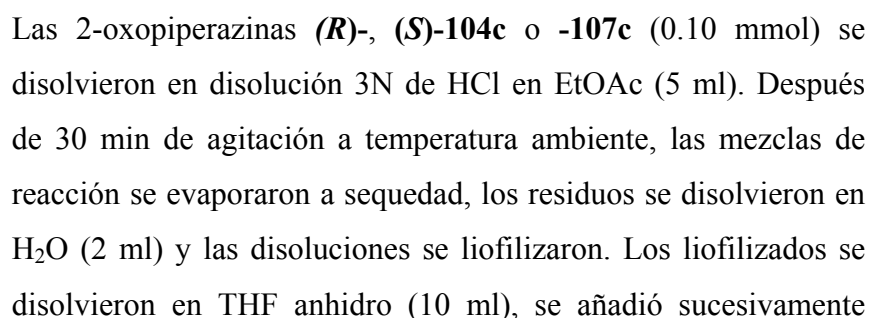 Las 2-oxopiperazinas (R)-, (S)-104c o -107c (0.10 mmol) se
disolvieron en disolución 3N de HCl en EtOAc (5 ml). Después
de 30 min de agitación a temperatura ambiente, las mezclas de
reacción se evaporaron a sequedad, los residuos se disolvieron en
H₂O (2 ml) y las disoluciones se liofilizaron. Los liofilizados se
disolvieron en THF anhidro (10 ml), se añadió sucesivamente